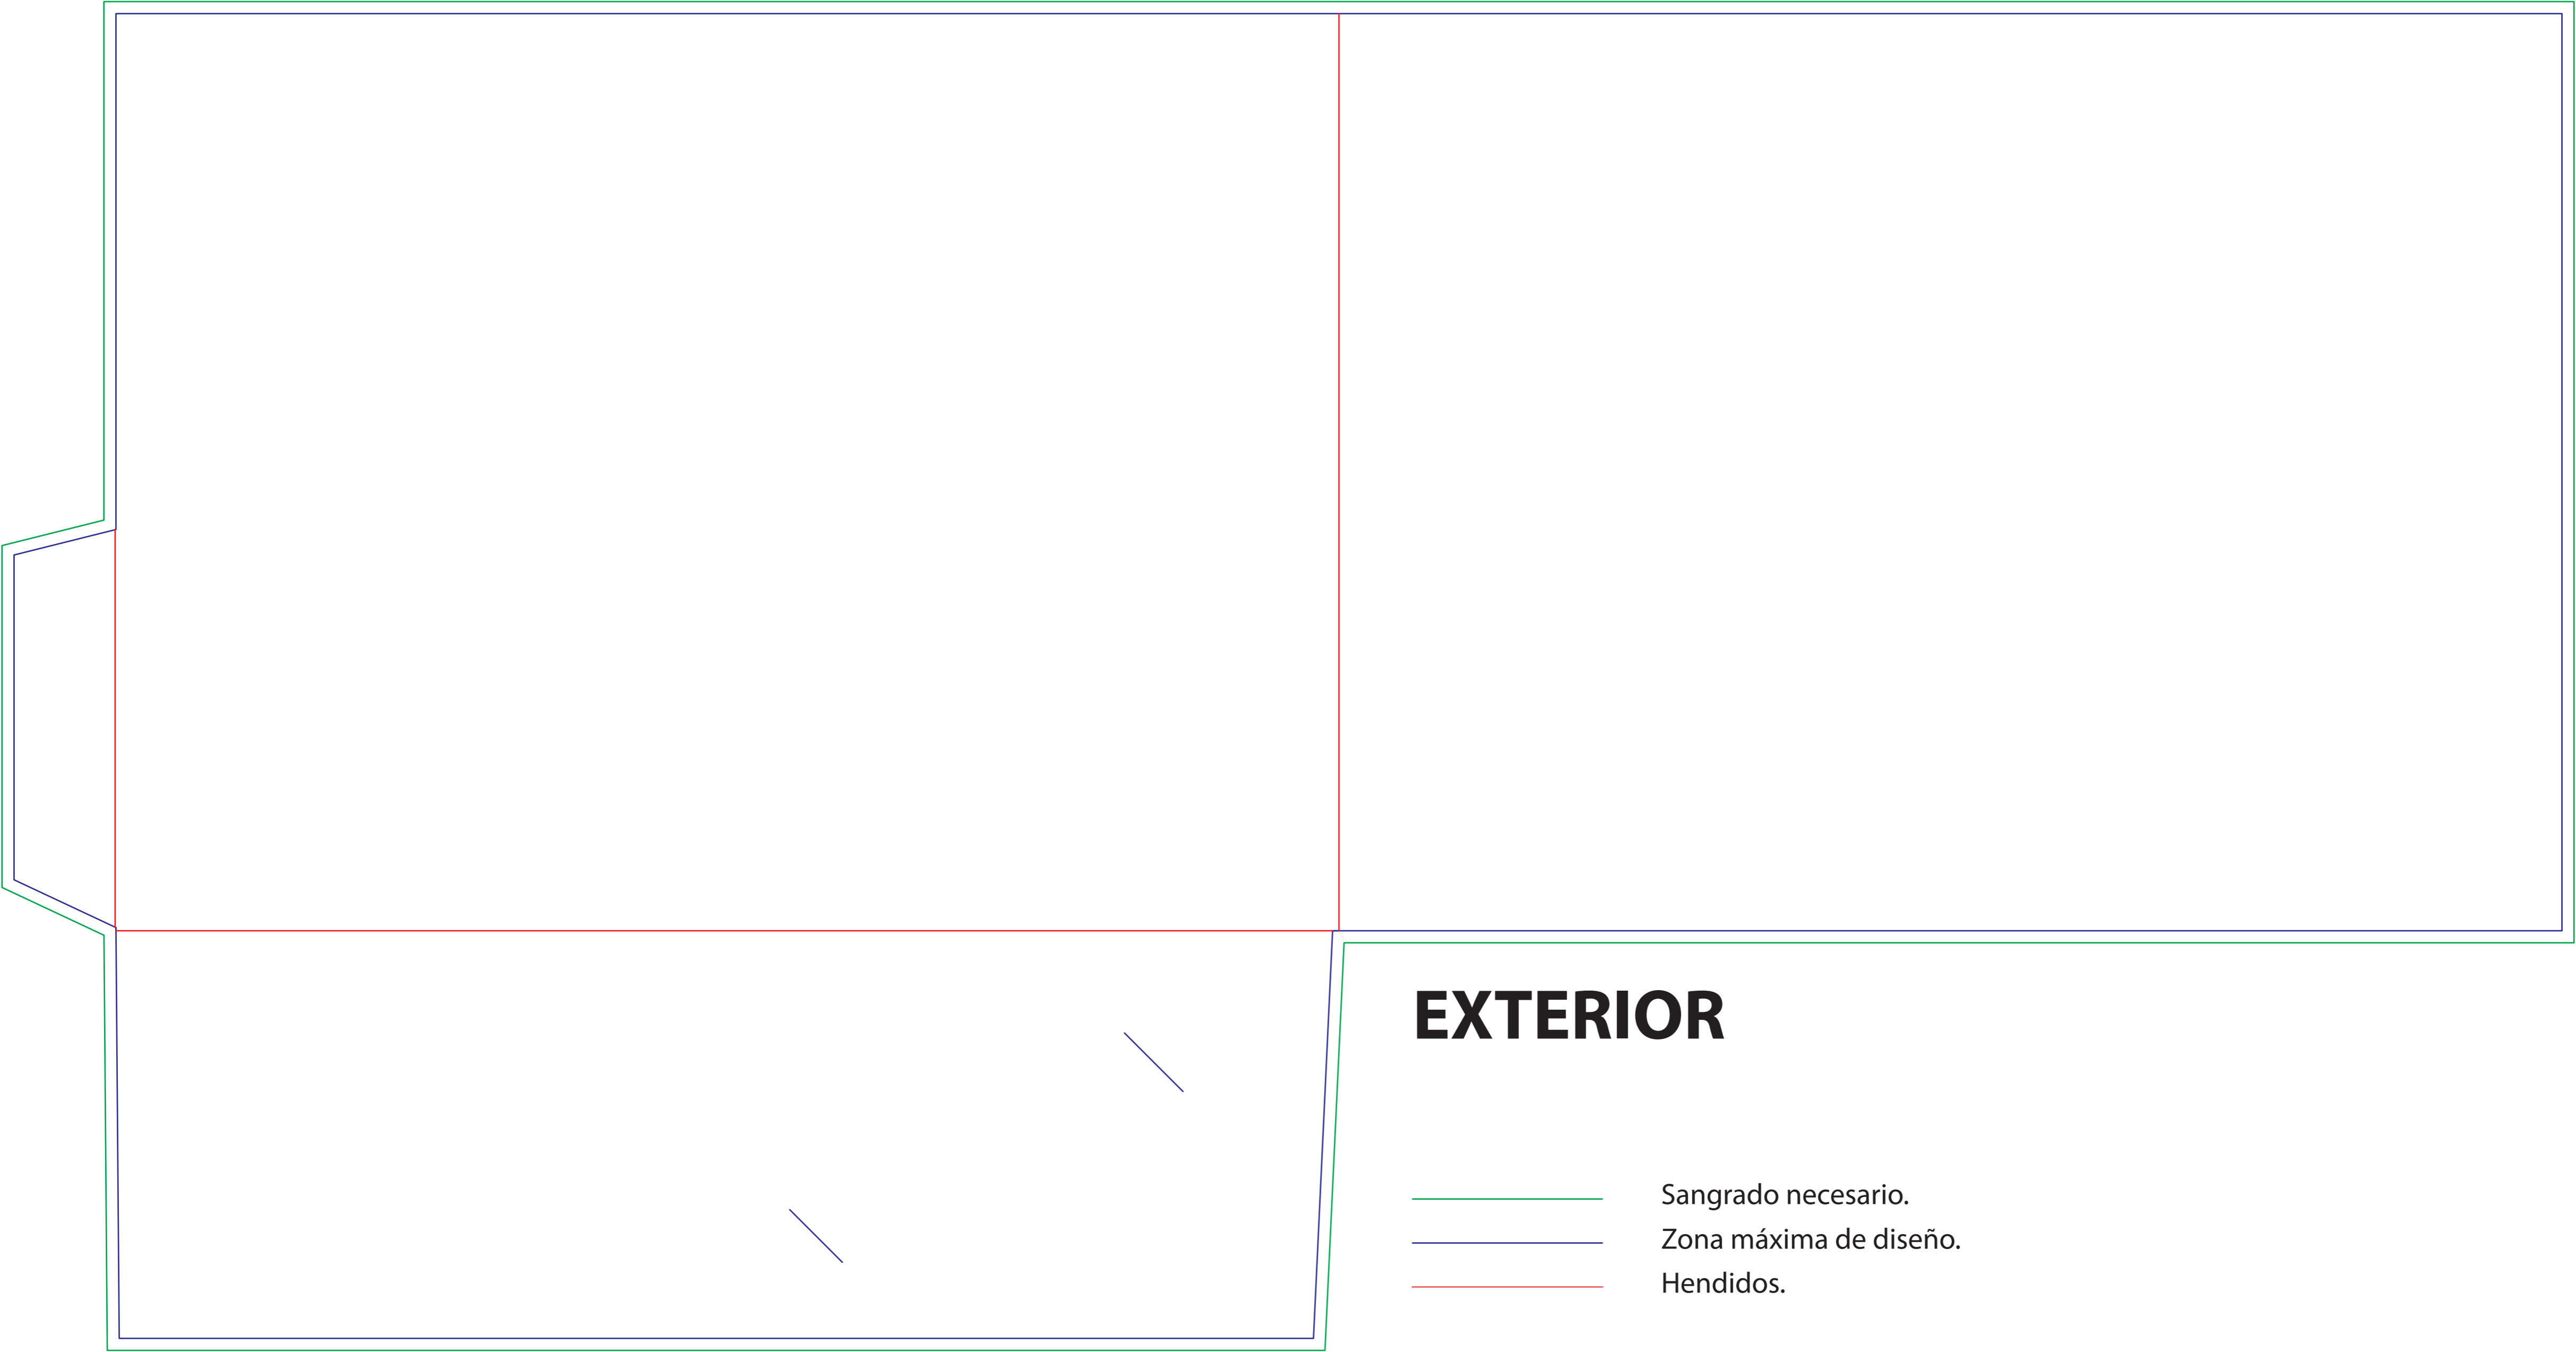 EXTERIOR
Sangrado necesario.
Zona máxima de diseño.
Hendidos.